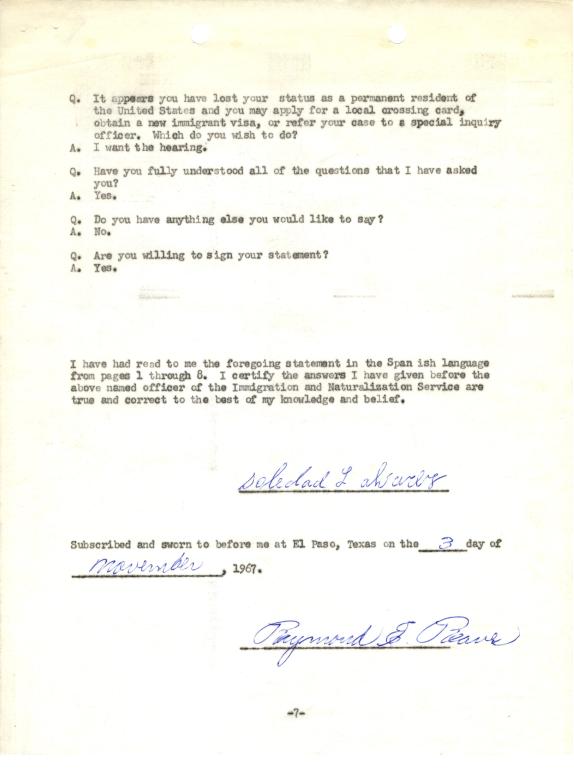 Q. It appears you have lost your status as a permanent resident of
the United States and you may apply for a local crossing card,
obtain a new immigrant visa, or refer your case to a special inquiry
officer. Which do you wish to do?
A. I want the hearing.
Q. Have you fully understood all of the questions that I have asked
you?
A. Yes.
Q. Do you have anything else you would like to say?
A. No.
Q. Are you willing to sign your statement?
A. Yes.
I have had read to me the foregoing statement in the Span ish language
from pages 1 through 8. I certify the answers I have given before the
above named officer of the Immigration and Naturalization Service are
true and correct to the best of my knowledge and belief.
Soledad L
Subscribed and sworn to before me at El Paso, Texas on the 3 day of
November, 1967.
Raymond E.
-7-